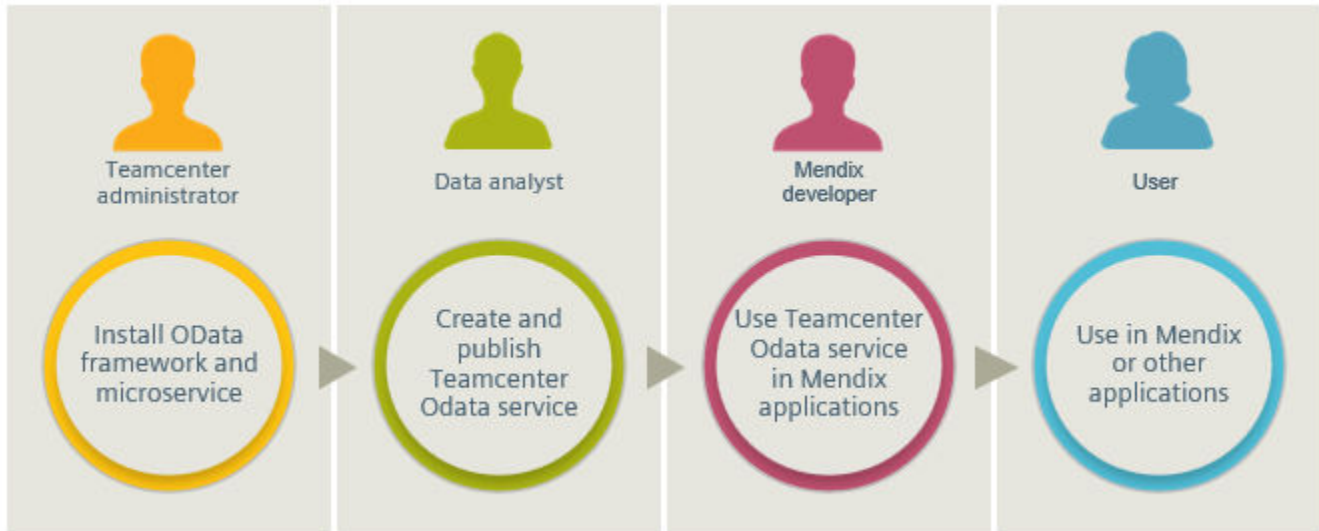 Teamcenter
administrator
Install OData
framework and
microservice
Data analyst
Create and
publish
Teamcenter
Odata service
Mendix
developer
Use Teamcenter
Odata service
in Mendix
applications
User
Use in Mendix
or other
applications